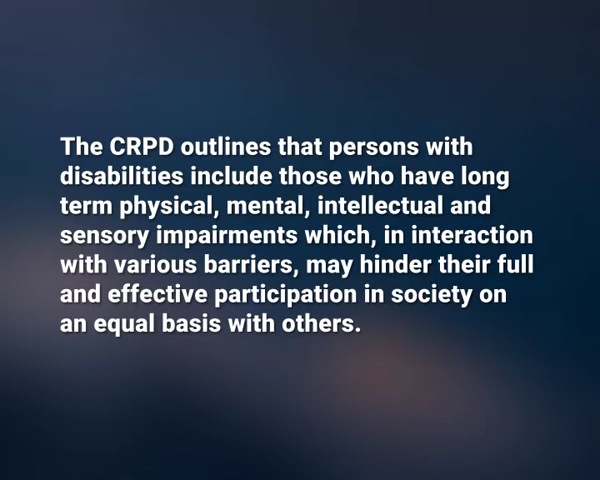 The CRPD outlines that persons with
disabilities include those who have long
term physical, mental, intellectual and
sensory impairments which, in interaction
with various barriers, may hinder their full
and effective participation in society on
an equal basis with others.